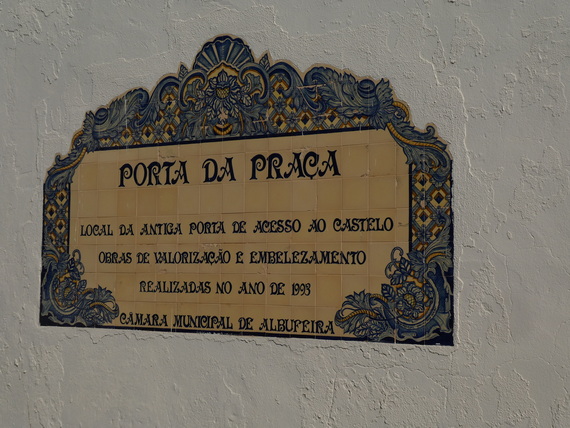 PORTA DA PRAÇA
LOCAL DA ANTIGA PORTA DE ACESSO AO CASTELO
OBRAS DE VALORIZAÇÃO E EMBELEZAMENTO
REALIZADAS NO ANO DE 1993
CÂMARA MUNICIPAL DE ALBUFEIRA